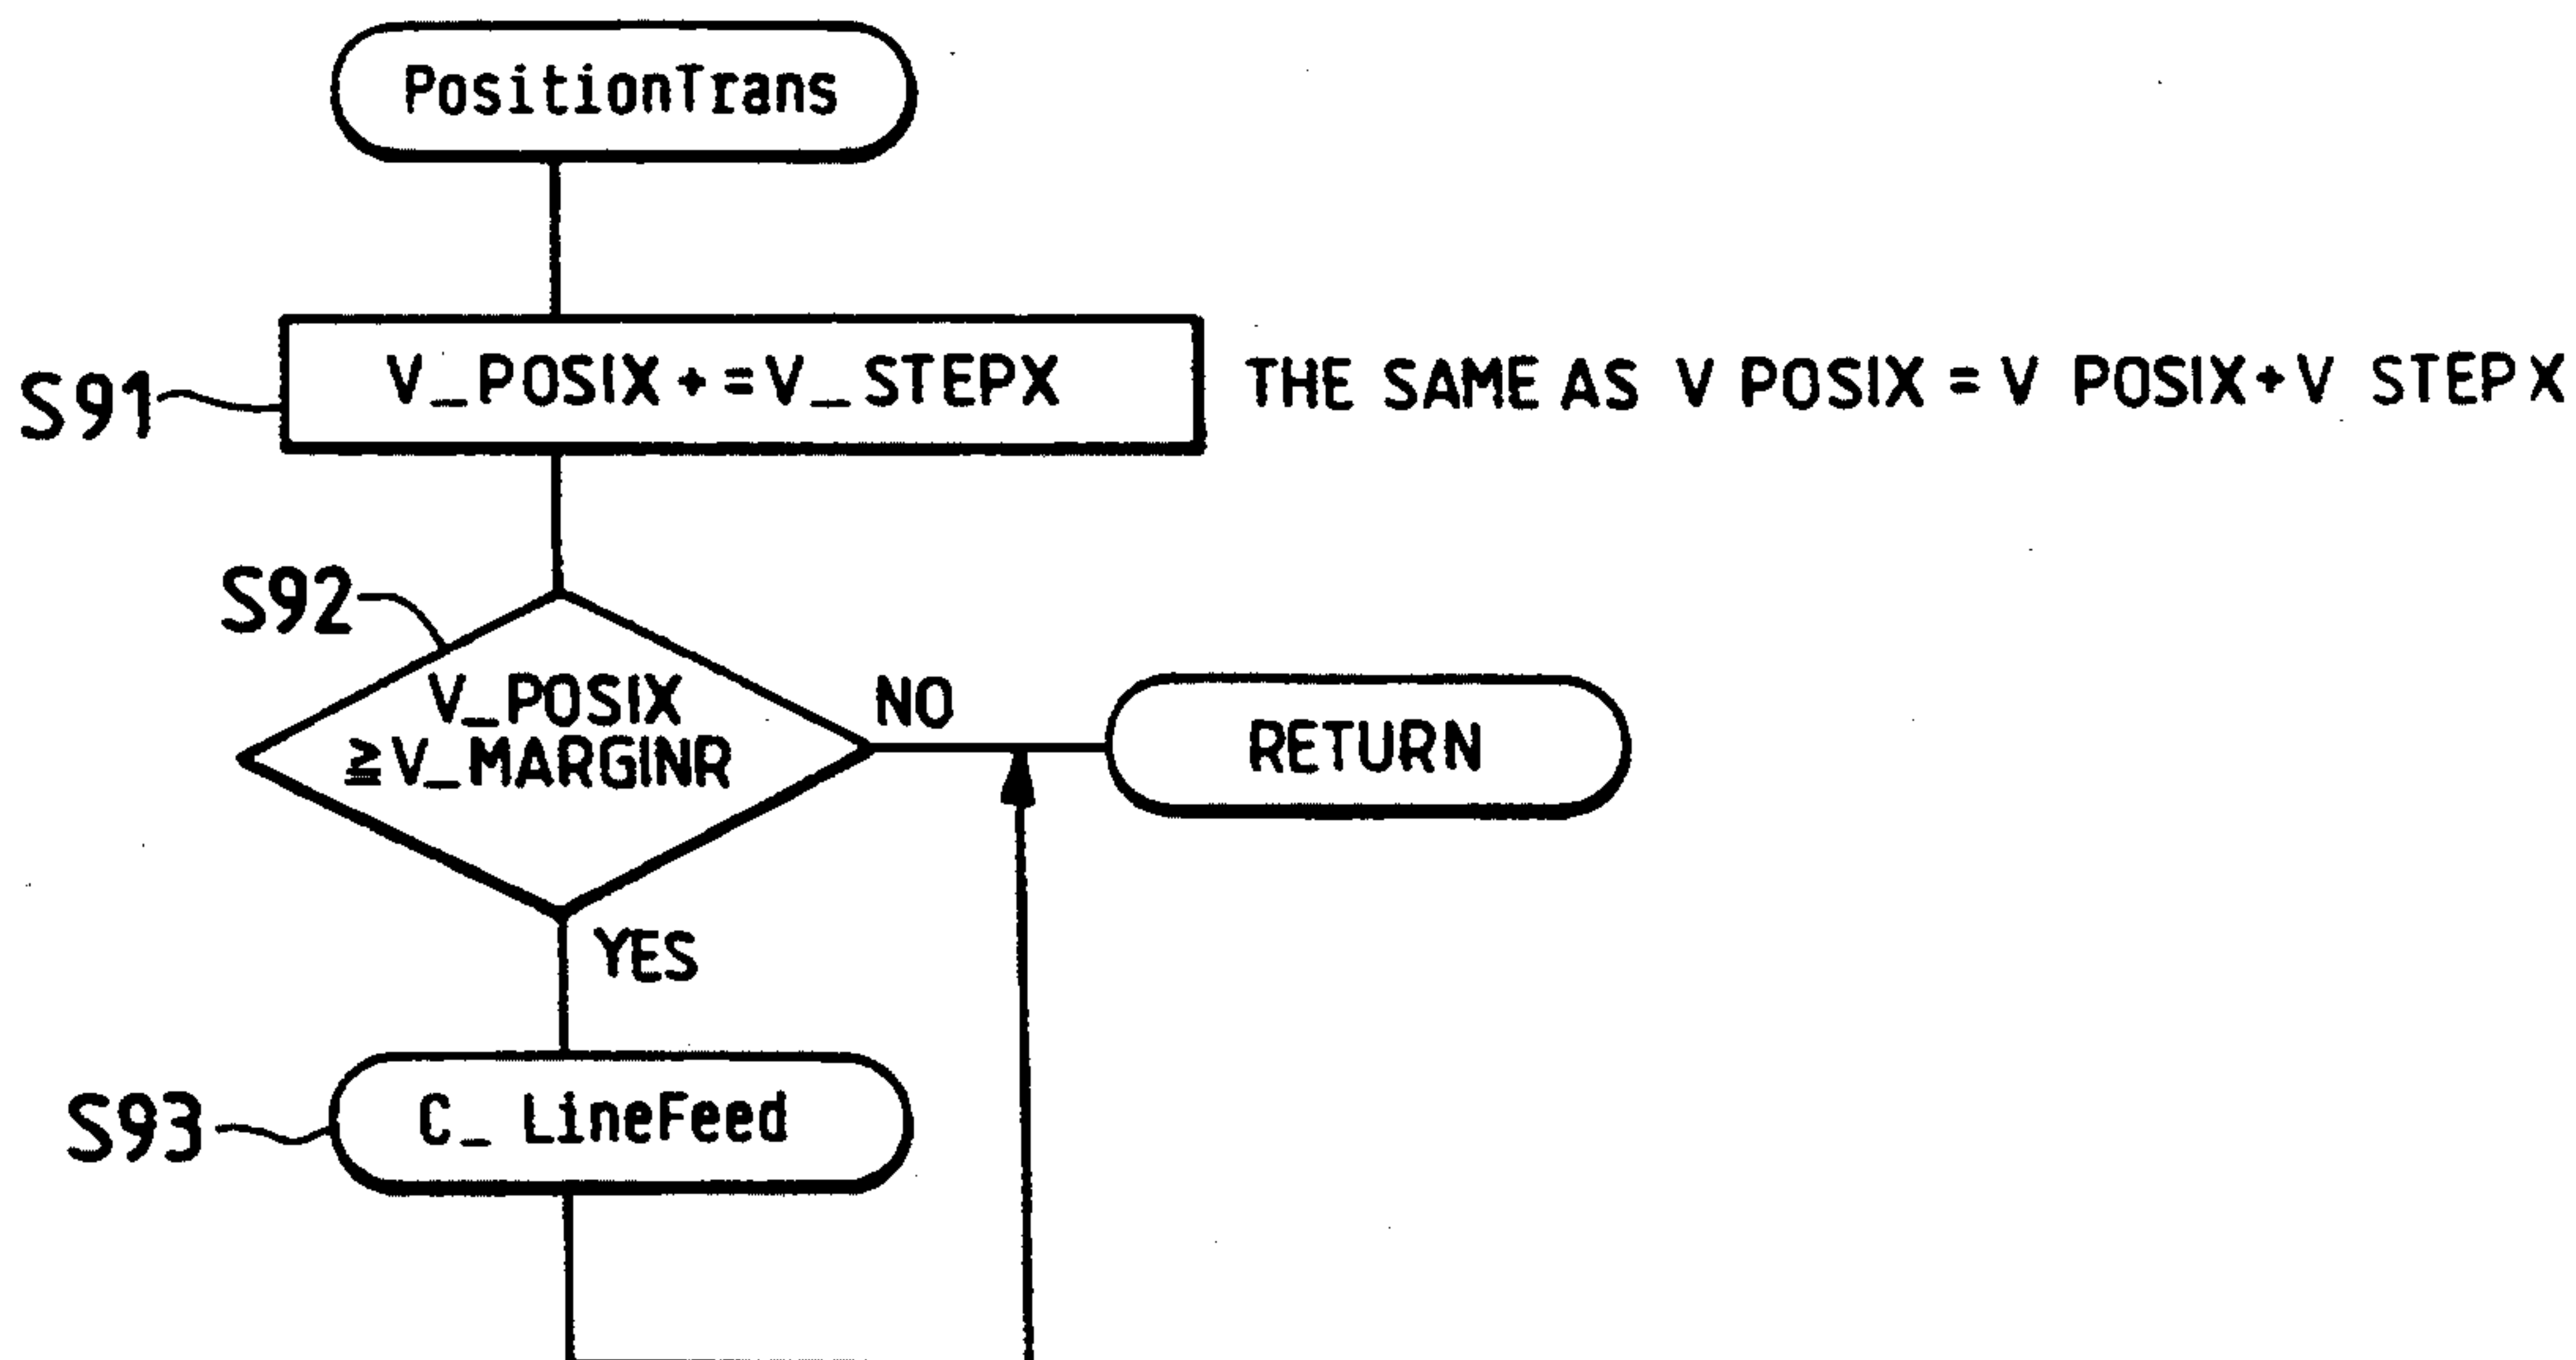 PositionTrans
S91
V_POSIX+=V_STEPX
THE SAME AS V POSIX = V POSIX+V STEPX
S92
V_POSIX
≧V_MARGINR
NO
RETURN
YES
S93
C_ LineFeed